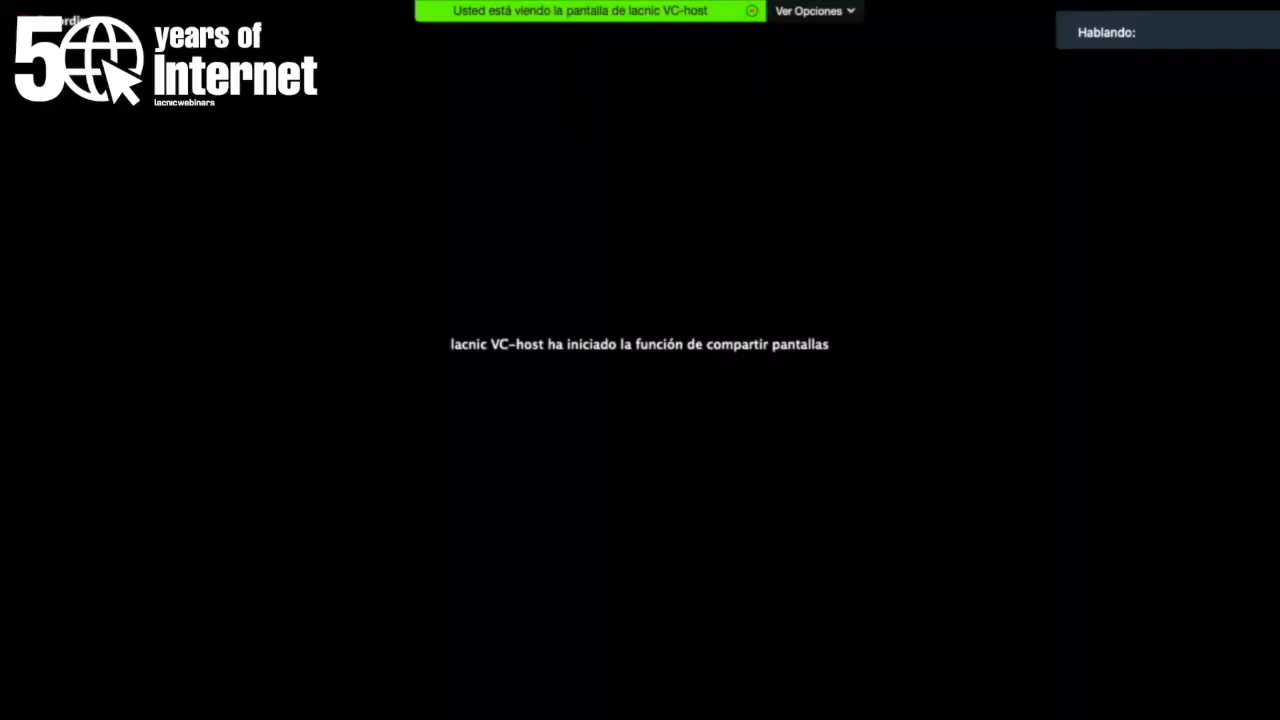 Usted está viendo la pantalla de lacnic VC-host
Ver Opciones
Hablando:
50 years of
Internet
lacnicwebinars
lacnic VC-host ha iniciado la función de compartir pantallas